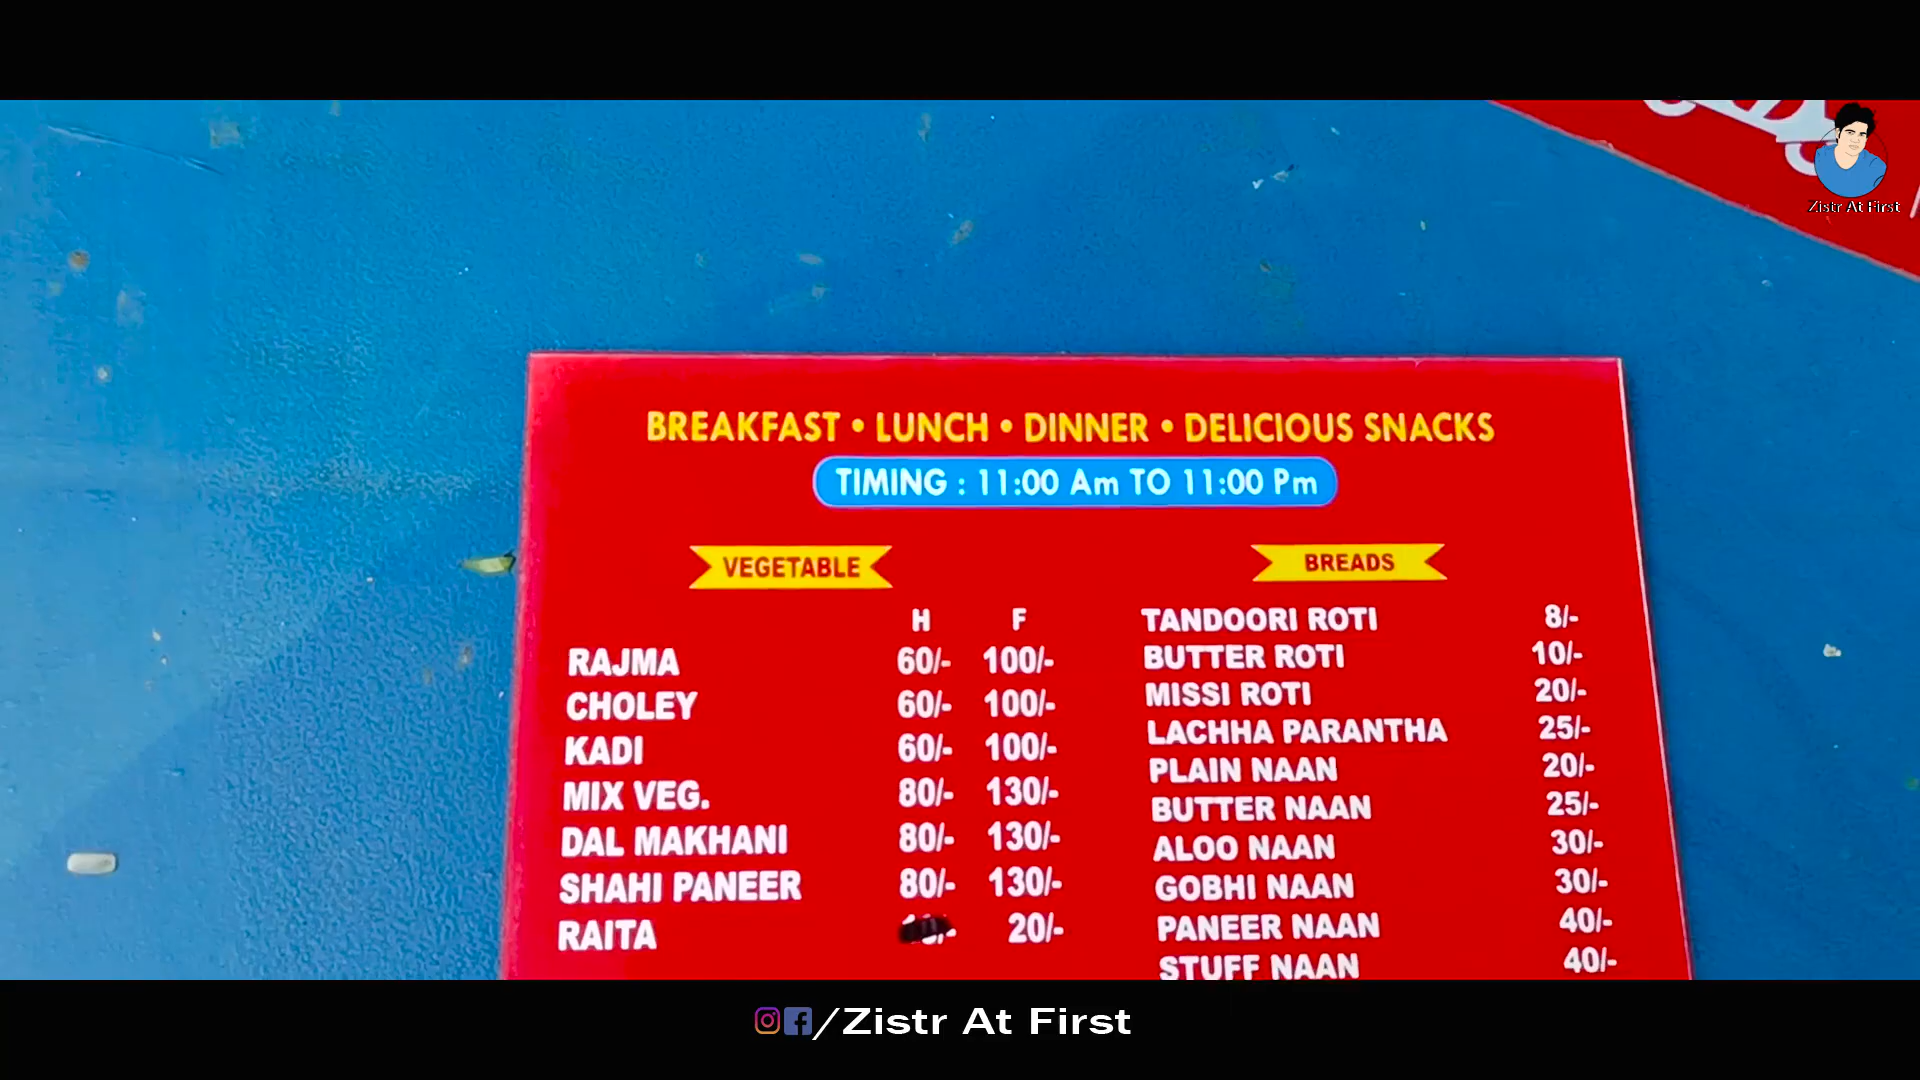 Zistr At First
BREAKFAST • LUNCH • DINNER • DELICIOUS SNACKS
TIMING : 11:00 Am TO 11:00 Pm
VEGETABLE
H F
RAJMA 60/- 100/-
CHOLEY 60/- 100/-
KADI 60/- 100/-
MIX VEG. 80/- 130/-
DAL MAKHANI 80/- 130/-
SHAHI PANEER 80/- 130/-
RAITA 20/-
BREADS
TANDOORI ROTI 8/-
BUTTER ROTI 10/-
MISSI ROTI 20/-
LACHHA PARANTHA 25/-
PLAIN NAAN 20/-
BUTTER NAAN 25/-
ALOO NAAN 30/-
GOBHI NAAN 30/-
PANEER NAAN 40/-
STUFF NAAN 40/-
/Zistr At First